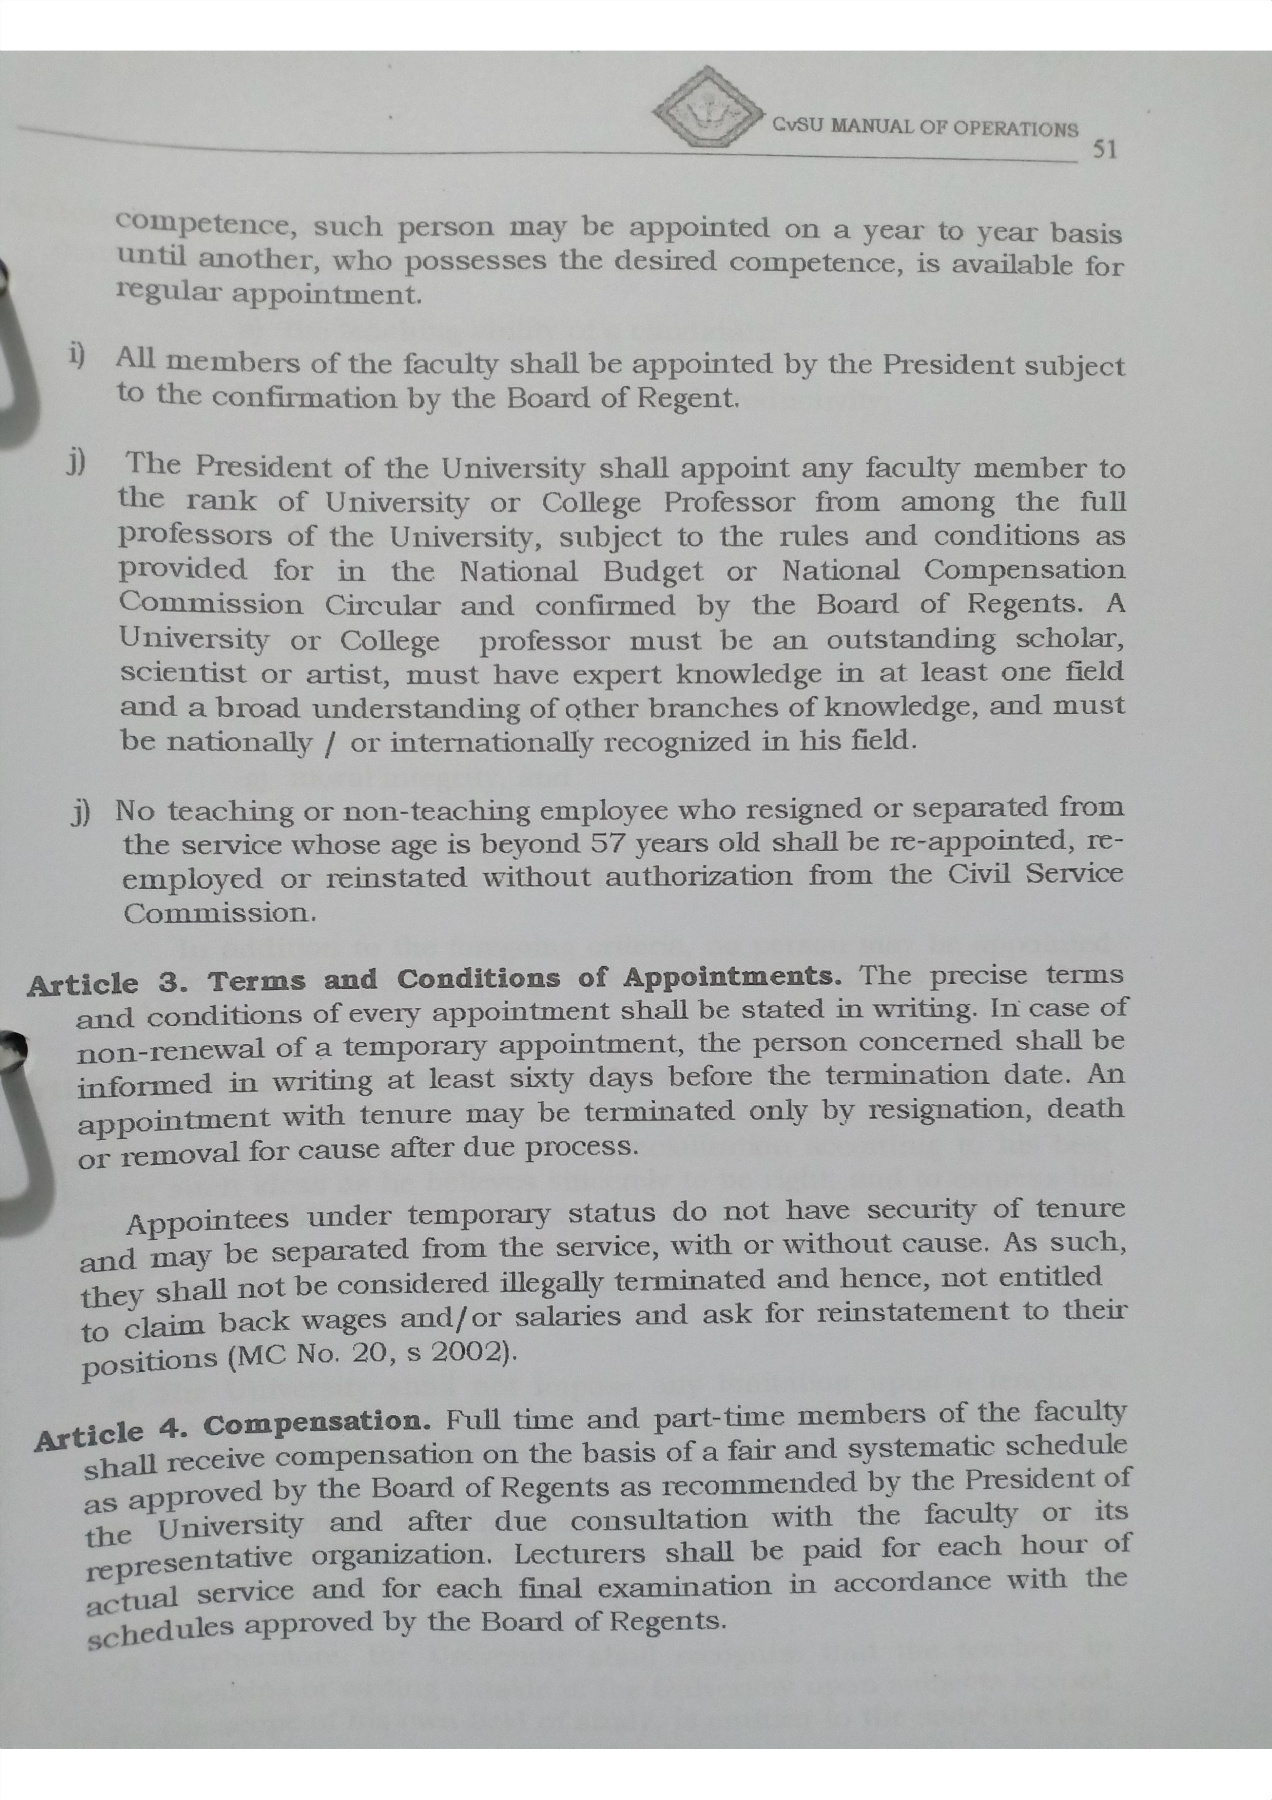 CvSU MANUAL OF OPERATIONS
51
competence, such person may be appointed on a year to year basis
until another, who possesses the desired competence, is available for
regular appointment.
i) All members of the faculty shall be appointed by the President subject
to the confirmation by the Board of Regent.
j) The President of the University shall appoint any faculty member to
the rank of University or College Professor from among the full
professors of the University, subject to the rules and conditions as
provided for in the National Budget or National Compensation
Commission Circular and confirmed by the Board of Regents. A
University or College professor must be an outstanding scholar,
scientist or artist, must have expert knowledge in at least one field
and a broad understanding of other branches of knowledge, and must
be nationally / or internationally recognized in his field.
j) No teaching or non-teaching employee who resigned or separated from
the service whose age is beyond 57 years old shall be re-appointed, re-
employed or reinstated without authorization from the Civil Service
Commission.
Article 3. Terms and Conditions of Appointments. The precise terms
and conditions of every appointment shall be stated in writing. In case of
non-renewal of a temporary appointment, the person concerned shall be
informed in writing at least sixty days before the termination date. An
appointment with tenure may be terminated only by resignation, death
or removal for cause after due process.
Appointees under temporary status do not have security of tenure
and may be separated from the service, with or without cause. As such,
they shall not be considered illegally terminated and hence, not entitled
to claim back wages and/or salaries and ask for reinstatement to their
positions (MC No. 20, s 2002).
Article 4. Compensation. Full time and part-time members of the faculty
shall receive compensation on the basis of a fair and systematic schedule
as approved by the Board of Regents as recommended by the President of
the University and after due consultation with the faculty or its
representative organization. Lecturers shall be paid for each hour of
actual service and for each final examination in accordance with the
schedules approved by the Board of Regents.